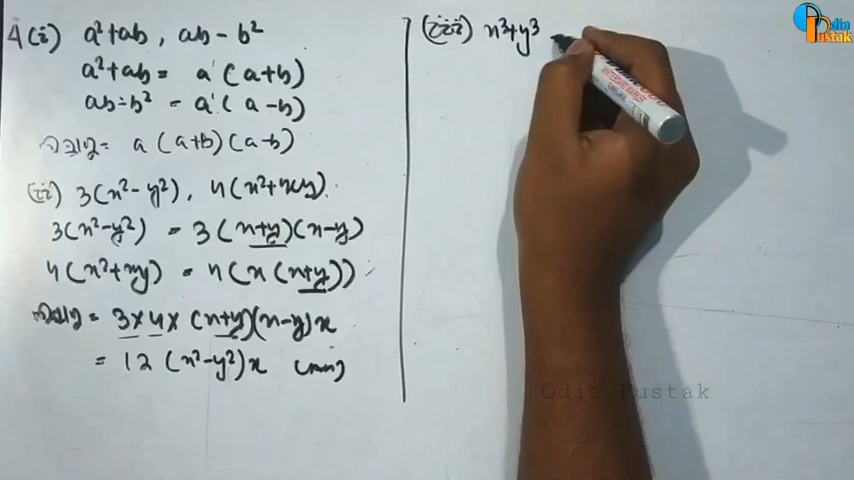 4(i) a²+ab, ab-b²
a²+ab = a(a+b)
ab-b² = a(a-b)
ଲ.ସା.ଗୁ = a(a+b)(a-b)
(ii) 3(x²-y²), 4(x²+xy).
3(x²-y²) = 3(x+y)(x-y)
4(x²+xy) = 4(x(x+y))
ଲ.ସା.ଗୁ = 3×4×(x+y)(x-y)x
= 12(x²-y²)x
(iii) x³+y³
Odia Pustak
Odia Pustak